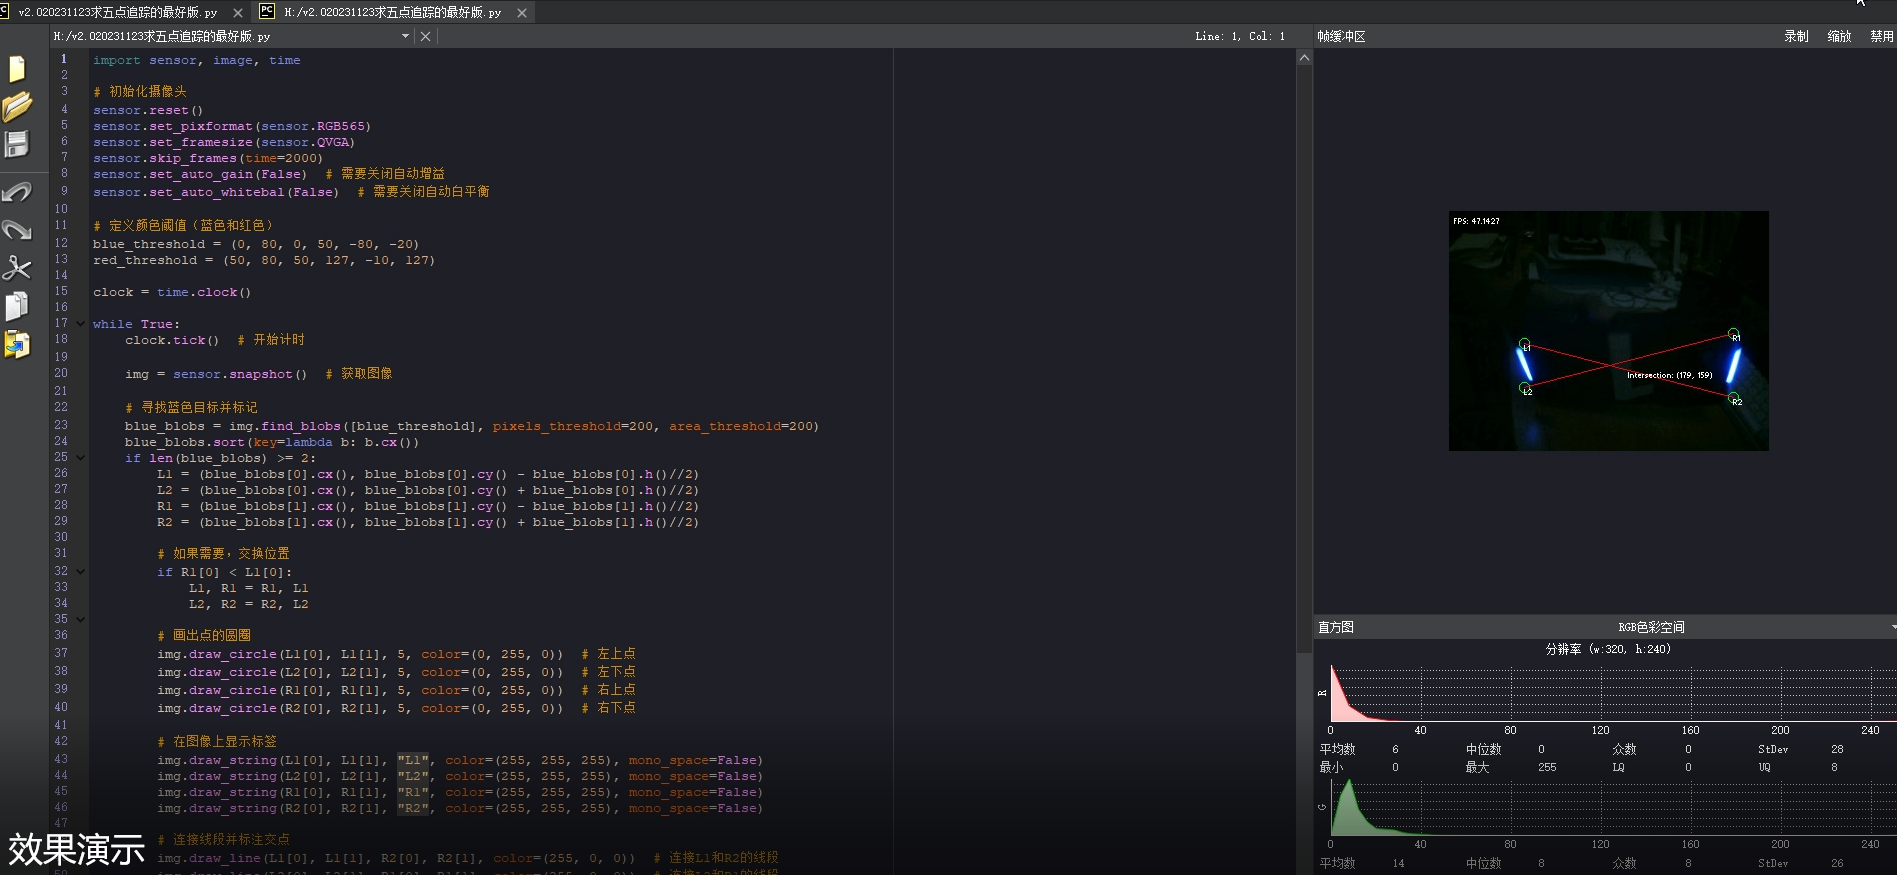 v2.020231123求五点追踪的最好版.py
PC H:/v2.020231123求五点追踪的最好版.py
H:/v2.020231123求五点追踪的最好版.py
Line: 1, Col: 1
1 import sensor, image, time
2
3 # 初始化摄像头
4 sensor.reset()
5 sensor.set_pixformat(sensor.RGB565)
6 sensor.set_framesize(sensor.QVGA)
7 sensor.skip_frames(time=2000)
8 sensor.set_auto_gain(False)  # 需要关闭自动增益
9 sensor.set_auto_whitebal(False)  # 需要关闭自动白平衡
10
11 # 定义颜色阈值（蓝色和红色）
12 blue_threshold = (0, 80, 0, 50, -80, -20)
13 red_threshold = (50, 80, 50, 127, -10, 127)
14
15 clock = time.clock()
16
17 while True:
18     clock.tick()  # 开始计时
19
20     img = sensor.snapshot()  # 获取图像
21
22     # 寻找蓝色目标并标记
23     blue_blobs = img.find_blobs([blue_threshold], pixels_threshold=200, area_threshold=200)
24     blue_blobs.sort(key=lambda b: b.cx())
25     if len(blue_blobs) >= 2:
26         L1 = (blue_blobs[0].cx(), blue_blobs[0].cy() - blue_blobs[0].h()//2)
27         L2 = (blue_blobs[0].cx(), blue_blobs[0].cy() + blue_blobs[0].h()//2)
28         R1 = (blue_blobs[1].cx(), blue_blobs[1].cy() - blue_blobs[1].h()//2)
29         R2 = (blue_blobs[1].cx(), blue_blobs[1].cy() + blue_blobs[1].h()//2)
30
31         # 如果需要，交换位置
32         if R1[0] < L1[0]:
33             L1, R1 = R1, L1
34             L2, R2 = R2, L2
35
36         # 画出点的圆圈
37         img.draw_circle(L1[0], L1[1], 5, color=(0, 255, 0))  # 左上点
38         img.draw_circle(L2[0], L2[1], 5, color=(0, 255, 0))  # 左下点
39         img.draw_circle(R1[0], R1[1], 5, color=(0, 255, 0))  # 右上点
40         img.draw_circle(R2[0], R2[1], 5, color=(0, 255, 0))  # 右下点
41
42         # 在图像上显示标签
43         img.draw_string(L1[0], L1[1], "L1", color=(255, 255, 255), mono_space=False)
44         img.draw_string(L2[0], L2[1], "L2", color=(255, 255, 255), mono_space=False)
45         img.draw_string(R1[0], R1[1], "R1", color=(255, 255, 255), mono_space=False)
46         img.draw_string(R2[0], R2[1], "R2", color=(255, 255, 255), mono_space=False)
47
        # 连接线段并标注交点
        img.draw_line(L1[0], L1[1], R2[0], R2[1], color=(255, 0, 0))  # 连接L1和R2的线段
效果演示
帧缓冲区 录制 缩放 禁用
FPS: 47.1427
L1
R1
Intersection: (179, 159)
L2
R2
直方图 RGB色彩空间
分辨率 (w:320, h:240)
R
0 40 80 120 160 200 240
平均数 6 中位数 0 众数 0 StDev 28
最小 0 最大 255 LQ 0 UQ 8
G
0 40 80 120 160 200 240
平均数 14 中位数 8 众数 8 StDev 26